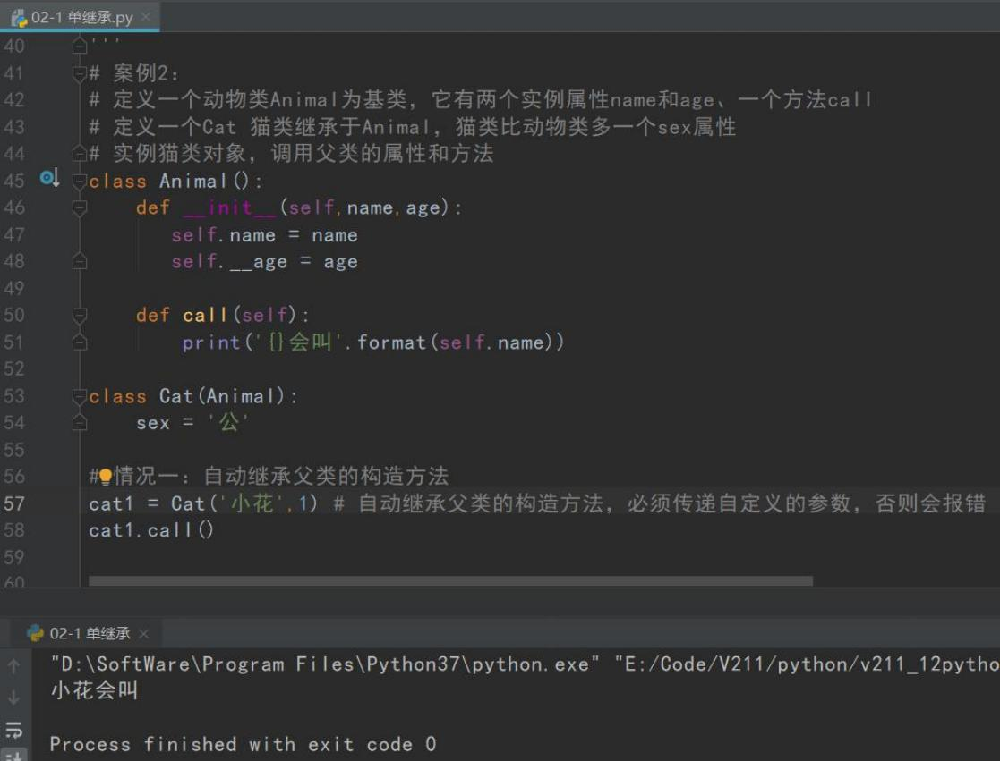 02-1 单继承.py
40 '''
41 # 案例2：
42 # 定义一个动物类Animal为基类，它有两个实例属性name和age、一个方法call
43 # 定义一个Cat 猫类继承于Animal，猫类比动物类多一个sex属性
44 # 实例猫类对象，调用父类的属性和方法
45 class Animal():
46     def __init__(self,name,age):
47        self.name = name
48        self.__age = age
49
50     def call(self):
51         print('{}会叫'.format(self.name))
52
53 class Cat(Animal):
54     sex = '公'
55
56 # 情况一：自动继承父类的构造方法
57 cat1 = Cat('小花',1) # 自动继承父类的构造方法，必须传递自定义的参数，否则会报错
58 cat1.call()
59
60
02-1 单继承
"D:\SoftWare\Program Files\Python37\python.exe" "E:/Code/V211/python/v211_12pytho
小花会叫
Process finished with exit code 0